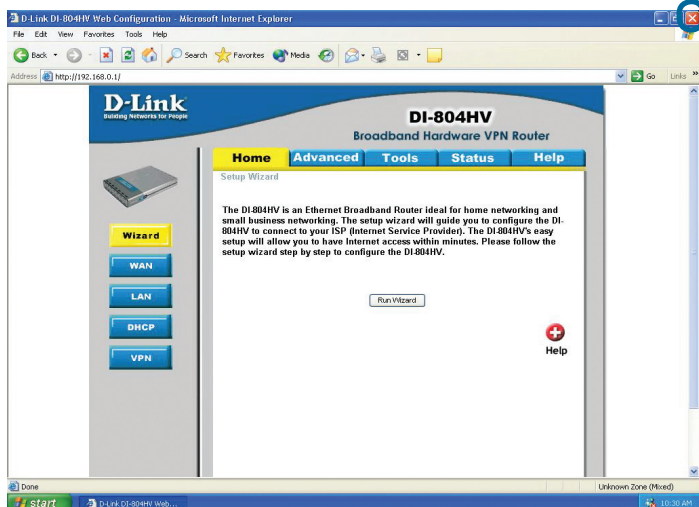 D-Link DI-804HV Web Configuration - Microsoft Internet Explorer
File Edit View Favorites Tools Help
Back Search Favorites Media
Address http://192.168.0.1/ Go Links »
D-Link
Building Networks for People
DI-804HV
Broadband Hardware VPN Router
Home Advanced Tools Status Help
Setup Wizard
The DI-804HV is an Ethernet Broadband Router ideal for home networking and
small business networking. The setup wizard will guide you to configure the DI-
804HV to connect to your ISP (Internet Service Provider). The DI-804HV's easy
setup will allow you to have Internet access within minutes. Please follow the
setup wizard step by step to configure the DI-804HV.
Wizard
WAN
LAN
DHCP
VPN
Run Wizard
Help
Done Unknown Zone (Mixed)
start D-Link DI-804HV Web... 10:30 AM